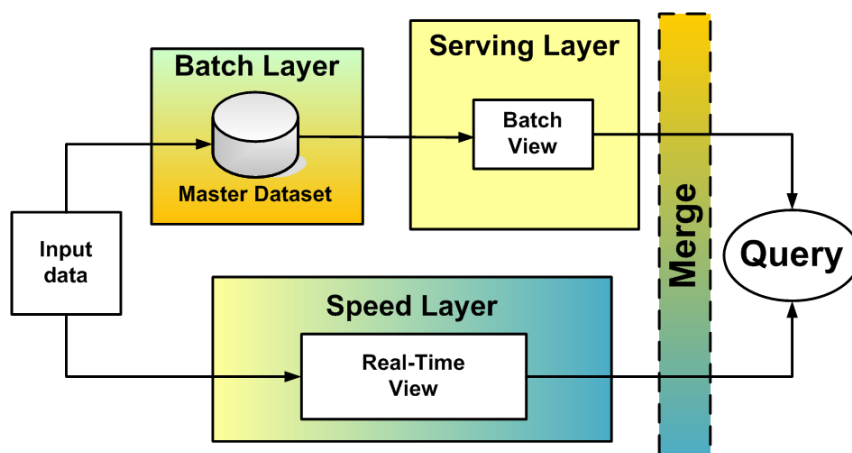 Batch Layer
Master Dataset
Serving Layer
Batch
View
Input
data
Merge
Query
Speed Layer
Real-Time
View